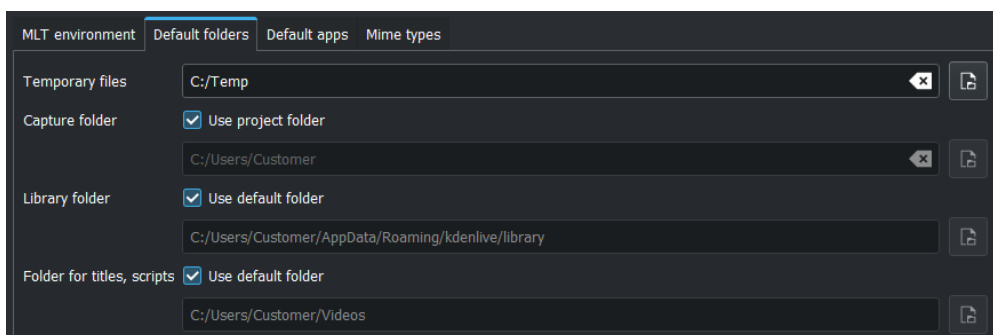 MLT environment Default folders Default apps Mime types
Temporary files C:/Temp
Capture folder Use project folder
C:/Users/Customer
Library folder Use default folder
C:/Users/Customer/AppData/Roaming/kdenlive/library
Folder for titles, scripts Use default folder
C:/Users/Customer/Videos